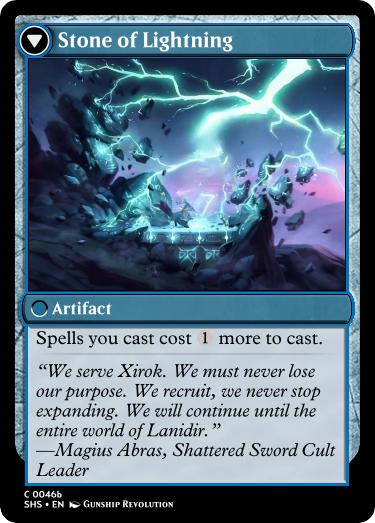 Stone of Lightning
Artifact
Spells you cast cost 1 more to cast.
“We serve Xirok. We must never lose
our purpose. We recruit, we never stop
expanding. We will continue until the
entire world of Lanidir.”
—Magius Abras, Shattered Sword Cult
Leader
C 0046b
SHS • EN Gunship Revolution